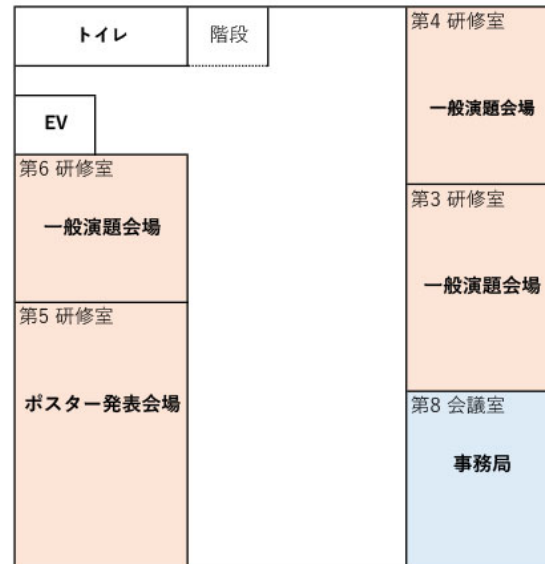 トイレ
階段
EV
第6 研修室
一般演題会場
第5 研修室
ポスター発表会場
第4 研修室
一般演題会場
第3 研修室
一般演題会場
第8 会議室
事務局